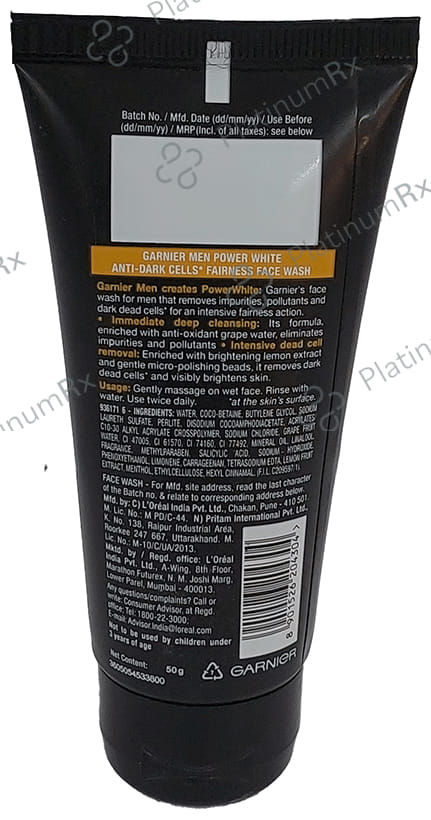 PlatinumRx
Batch No. / Mfd. Date (dd/mm/yy) / Use Before
(dd/mm/yy) / MRP(Incl. of all taxes): see below
GARNIER MEN POWER WHITE
ANTI-DARK CELLS* FAIRNESS FACE WASH
Garnier Men creates PowerWhite: Garnier's face
wash for men that removes impurities, pollutants and
dark dead cells* for an intensive fairness action.
• Immediate deep cleansing: Its formula,
enriched with anti-oxidant grape water, eliminates
impurities and pollutants • Intensive dead cell
removal: Enriched with brightening lemon extract
and gentle micro-polishing beads, it removes dark
dead cells* and visibly brightens skin.
Usage: Gently massage on wet face. Rinse with
water. Use twice daily. *at the skin's surface.
936171 6 - INGREDIENTS: WATER, COCO-BETAINE, BUTYLENE GLYCOL, SODIUM
LAURETH SULFATE, PERLITE, DISODIUM COCOAMPHODIACETATE, ACRYLATES/
C10-30 ALKYL ACRYLATE CROSSPOLYMER, SODIUM CHLORIDE, GRAPE FRUIT
WATER, CI 47005, CI 61570, CI 74160, CI 77492, MINERAL OIL, LINALOOL,
FRAGRANCE, METHYLPARABEN, SALICYLIC ACID, SODIUM HYDROXIDE,
PHENOXYETHANOL, LIMONENE, CARRAGEENAN, TETRASODIUM EDTA, LEMON FRUIT
EXTRACT, MENTHOL, ETHYLCELLULOSE, HEXYL CINNAMAL. (F.I.L. C209597/1).
FACE WASH - For Mfd. site address, read the last character
of the Batch no. & relate to corresponding address below.
Mfd. by: C) L'Oréal India Pvt. Ltd., Chakan, Pune - 410 501.
M. Lic. No.: M PD/C-44. N) Pritam International Pvt. Ltd.,
K. No. 138, Raipur Industrial Area,
Roorkee 247 667, Uttarakhand. M.
Lic. No.: M-10/C/UA/2013.
Mktd. by / Regd. office: L'Oréal
India Pvt. Ltd., A-Wing, 8th Floor,
Marathon Futurex, N. M. Joshi Marg,
Lower Parel, Mumbai - 400013.
Any questions/complaints? Call or
write: Consumer Advisor, at Regd.
office; Tel: 1800-22-3000;
e-mail: Advisor.India@loreal.com
Not to be used by children under
3 years of age
Net Content: 50 g
3605054533800
8 901526 204304 >
GARNIER